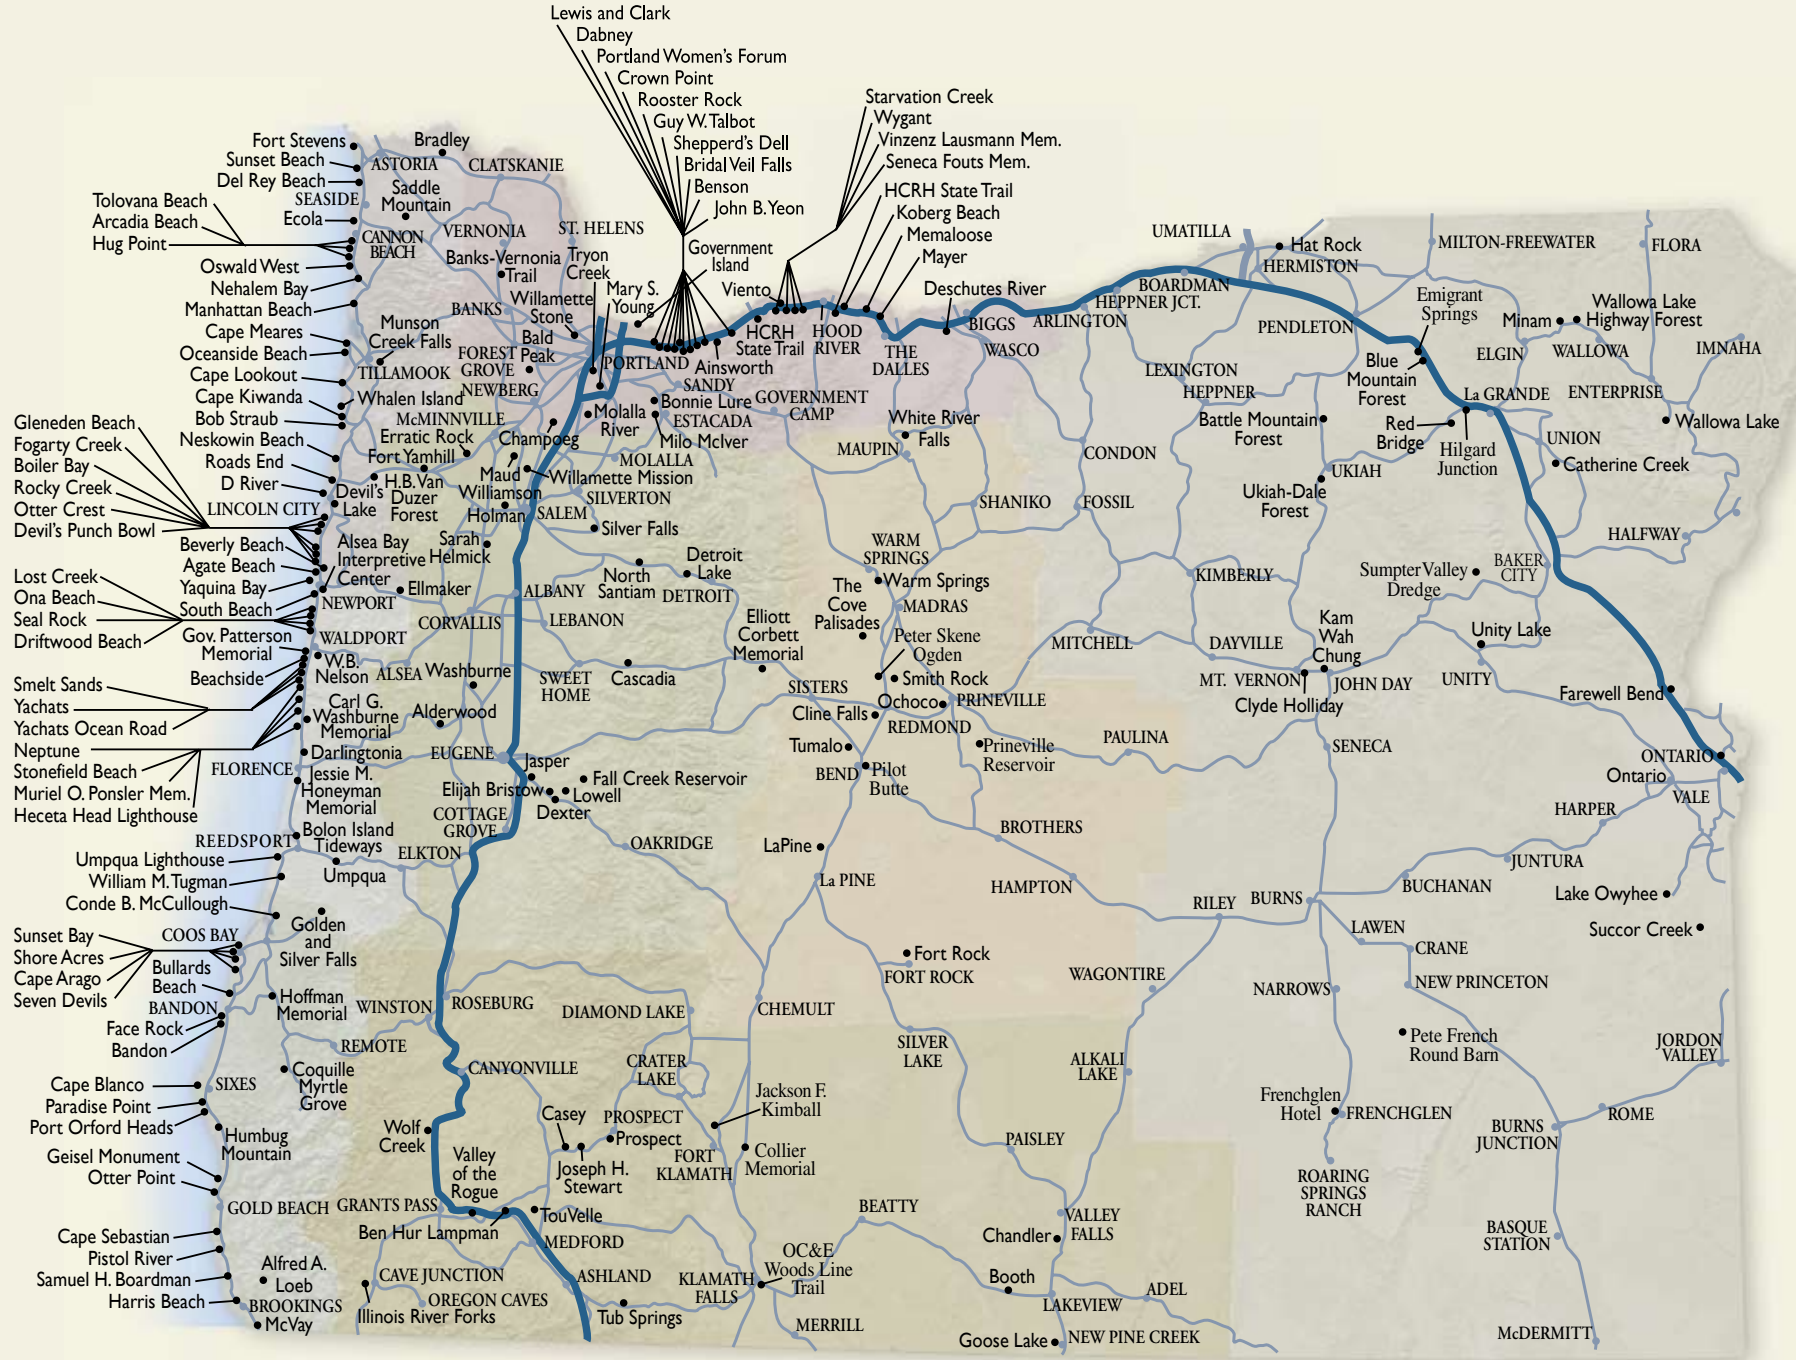 Lewis and Clark
Dabney
Portland Women's Forum
Crown Point
Rooster Rock
Guy W. Talbot
Shepperd's Dell
Bridal Veil Falls
Benson
John B. Yeon
Government
Island
Starvation Creek
Wygant
Vinzenz Lausmann Mem.
Seneca Fouts Mem.
HCRH State Trail
Koberg Beach
Memaloose
Mayer
Viento
Deschutes River
HCRH
State Trail
Ainsworth
HOOD
RIVER
THE
DALLES
BIGGS
WASCO
ARLINGTON
HEPPNER JCT.
BOARDMAN
UMATILLA
Hat Rock
HERMISTON
MILTON-FREEWATER
FLORA
PENDLETON
Emigrant
Springs
Minam
Wallowa Lake
Highway Forest
ELGIN
WALLOWA
IMNAHA
ENTERPRISE
Wallowa Lake
Blue
Mountain
Forest
La GRANDE
Red
Bridge
Hilgard
Junction
UNION
Catherine Creek
LEXINGTON
HEPPNER
Battle Mountain
Forest
UKIAH
Ukiah-Dale
Forest
HALFWAY
BAKER
CITY
Sumpter Valley
Dredge
Unity Lake
UNITY
Farewell Bend
ONTARIO
Ontario
VALE
HARPER
JUNTURA
BUCHANAN
Lake Owyhee
Succor Creek
Fort Stevens
Sunset Beach
Del Rey Beach
SEASIDE
Ecola
Tolovana Beach
Arcadia Beach
Hug Point
CANNON
BEACH
Oswald West
Nehalem Bay
Manhattan Beach
Cape Meares
Oceanside Beach
Cape Lookout
Cape Kiwanda
Bob Straub
Neskowin Beach
Roads End
D River
LINCOLN CITY
Gleneden Beach
Fogarty Creek
Boiler Bay
Rocky Creek
Otter Crest
Devil's Punch Bowl
Beverly Beach
Agate Beach
Yaquina Bay
South Beach
Lost Creek
Ona Beach
Seal Rock
Driftwood Beach
Gov. Patterson
Memorial
Beachside
Smelt Sands
Yachats
Yachats Ocean Road
Neptune
Stonefield Beach
Muriel O. Ponsler Mem.
Heceta Head Lighthouse
ASTORIA
Bradley
CLATSKANIE
Saddle
Mountain
VERNONIA
ST. HELENS
Banks-Vernonia
Trail
Tryon
Creek
Mary S.
Young
BANKS
Willamette
Stone
Munson
Creek Falls
FOREST
GROVE
Bald
Peak
PORTLAND
TILLAMOOK
Whalen Island
NEWBERG
SANDY
GOVERNMENT
CAMP
Bonnie Lure
ESTACADA
Milo McIver
Molalla
River
McMINNVILLE
Erratic Rock
Fort Yamhill
Champoeg
MOLALLA
Maud
Williamson
Willamette Mission
H.B. Van
Duzer
Forest
Devil's
Lake
Holman
SALEM
SILVERTON
Silver Falls
Sarah
Helmick
Alsea Bay
Interpretive
Center
Ellmaker
NEWPORT
WALDPORT
CORVALLIS
ALBANY
LEBANON
North
Santiam
Detroit
Lake
DETROIT
W.B.
Nelson
ALSEA
Washburne
SWEET
HOME
Cascadia
Elliott
Corbett
Memorial
Carl G.
Washburne
Memorial
Alderwood
Darlingtonia
FLORENCE
EUGENE
Jessie M.
Honeyman
Memorial
Jasper
Fall Creek Reservoir
Elijah Bristow
Lowell
Dexter
COTTAGE
GROVE
OAKRIDGE
White River
Falls
MAUPIN
CONDON
SHANIKO
FOSSIL
WARM
SPRINGS
Warm Springs
The
Cove
Palisades
MADRAS
Peter Skene
Ogden
Smith Rock
Ochoco
PRINEVILLE
SISTERS
Cline Falls
REDMOND
Tumalo
Prineville
Reservoir
BEND
Pilot
Butte
PAULINA
BROTHERS
HAMPTON
LaPine
La PINE
KIMBERLY
MITCHELL
DAYVILLE
Kam
Wah
Chung
MT. VERNON
JOHN DAY
Clyde Holliday
SENECA
RILEY
BURNS
LAWEN
CRANE
NEW PRINCETON
NARROWS
Pete French
Round Barn
JORDON
VALLEY
Frenchglen
Hotel
FRENCHGLEN
BURNS
JUNCTION
ROME
ROARING
SPRINGS
RANCH
BASQUE
STATION
McDERMITT
REEDSPORT
Bolon Island
Tideways
ELKTON
Umpqua
Umpqua Lighthouse
William M. Tugman
Conde B. McCullough
Golden
and
Silver Falls
COOS BAY
Sunset Bay
Shore Acres
Cape Arago
Seven Devils
Bullards
Beach
BANDON
Face Rock
Bandon
Hoffman
Memorial
WINSTON
ROSEBURG
REMOTE
Coquille
Myrtle
Grove
CANYONVILLE
Cape Blanco
SIXES
Paradise Point
Port Orford Heads
Humbug
Mountain
Geisel Monument
Otter Point
GOLD BEACH
Cape Sebastian
Pistol River
Samuel H. Boardman
Harris Beach
Alfred A.
Loeb
BROOKINGS
McVay
Wolf
Creek
GRANTS PASS
Valley
of the
Rogue
Ben Hur Lampman
TouVelle
MEDFORD
CAVE JUNCTION
OREGON CAVES
Illinois River Forks
ASHLAND
Tub Springs
Casey
PROSPECT
Prospect
Joseph H.
Stewart
DIAMOND LAKE
CRATER
LAKE
Jackson F.
Kimball
FORT
KLAMATH
Collier
Memorial
CHEMULT
Fort Rock
FORT ROCK
SILVER
LAKE
WAGONTIRE
ALKALI
LAKE
PAISLEY
BEATTY
VALLEY
FALLS
Chandler
OC&E
Woods Line
Trail
KLAMATH
FALLS
MERRILL
Booth
LAKEVIEW
ADEL
Goose Lake
NEW PINE CREEK